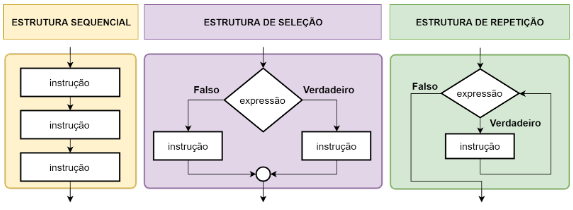 ESTRUTURA SEQUENCIAL
instrução
instrução
instrução
ESTRUTURA DE SELEÇÃO
Falso
Verdadeiro
expressão
instrução
instrução
ESTRUTURA DE REPETIÇÃO
Falso
expressão
Verdadeiro
instrução